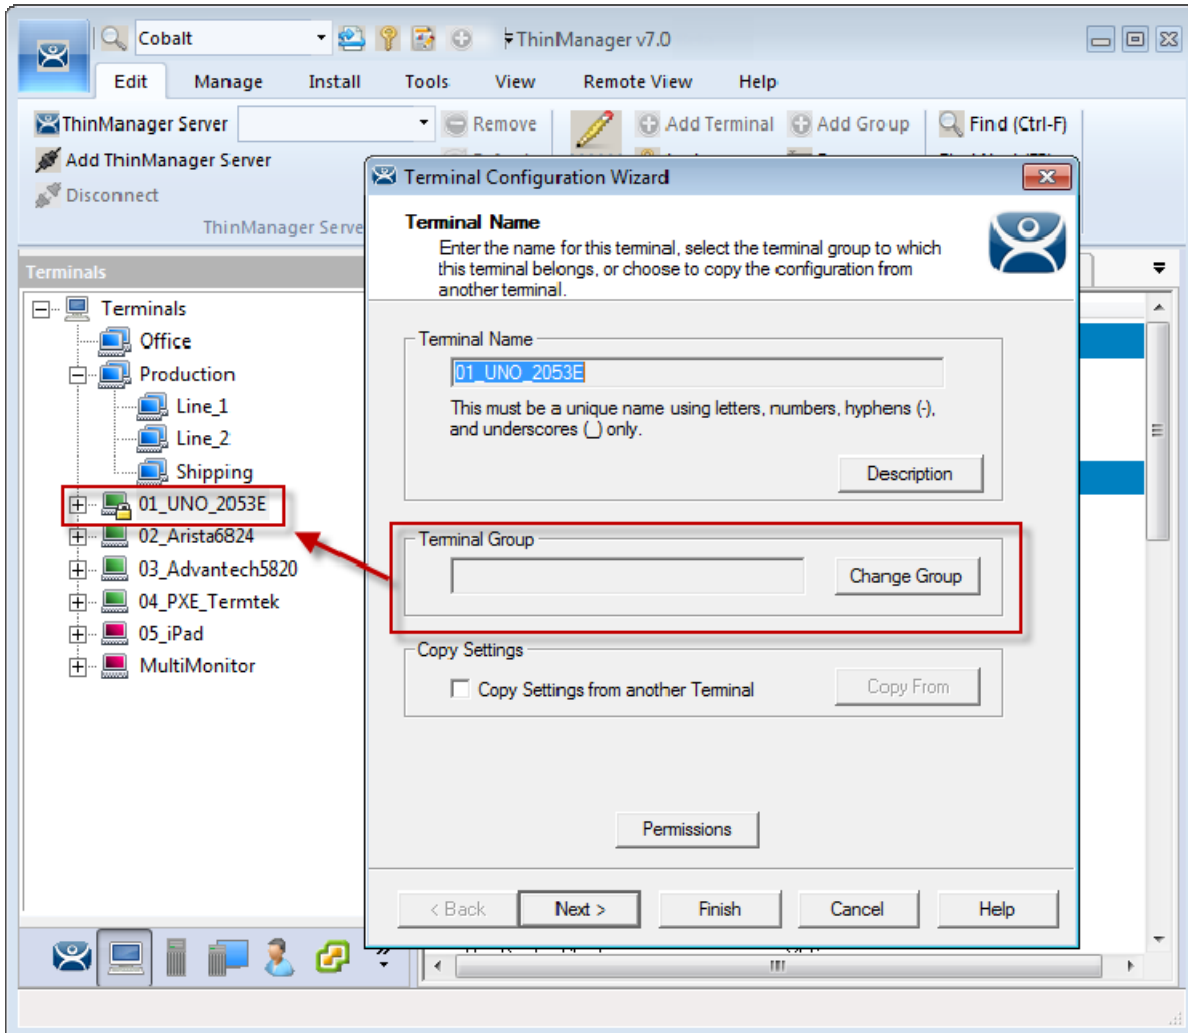 Cobalt
ThinManager v7.0
Edit Manage Install Tools View Remote View Help
ThinManager Server Remove Add Terminal Add Group Find (Ctrl-F)
Add ThinManager Server
Disconnect
ThinManager Serve
Terminal Configuration Wizard
Terminal Name
Enter the name for this terminal, select the terminal group to which
this terminal belongs, or choose to copy the configuration from
another terminal.
Terminals
Terminals
Office
Production
Line_1
Line_2
Shipping
01_UNO_2053E
02_Arista6824
03_Advantech5820
04_PXE_Termtek
05_iPad
MultiMonitor
Terminal Name
01_UNO_2053E
This must be a unique name using letters, numbers, hyphens (-),
and underscores (_) only.
Description
Terminal Group
Change Group
Copy Settings
Copy Settings from another Terminal
Copy From
Permissions
< Back Next > Finish Cancel Help